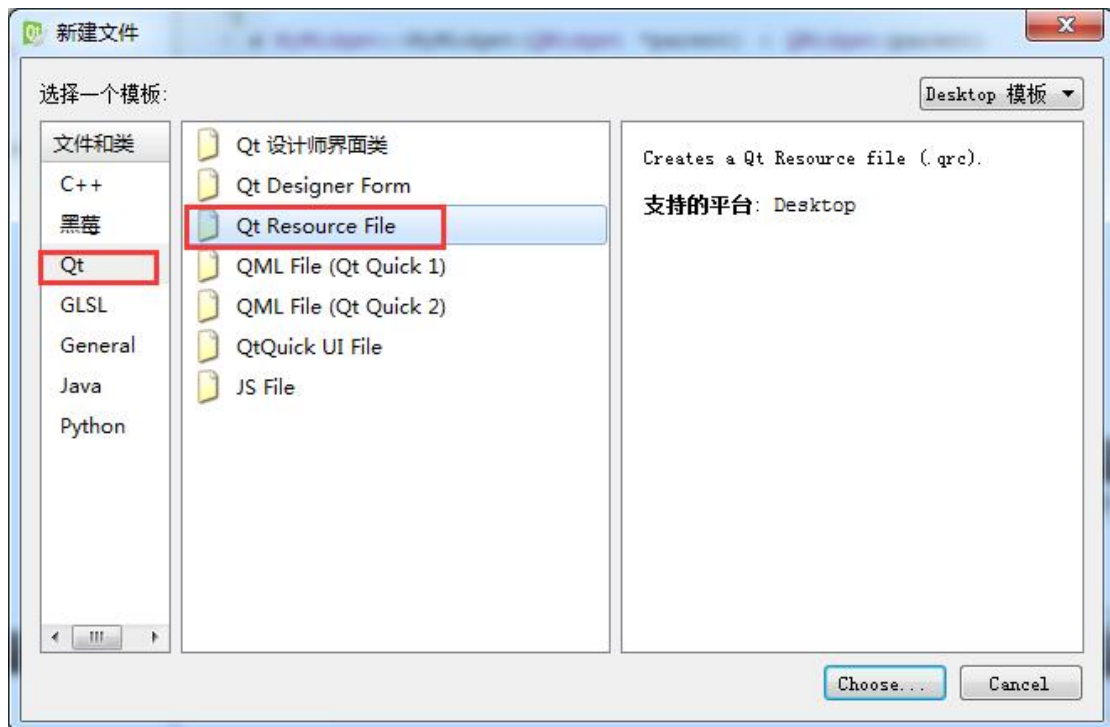 新建文件
选择一个模板:
Desktop 模板
文件和类
C++
黑莓
Qt
GLSL
General
Java
Python
Qt 设计师界面类
Qt Designer Form
Qt Resource File
QML File (Qt Quick 1)
QML File (Qt Quick 2)
QtQuick UI File
JS File
Creates a Qt Resource file (.qrc).
支持的平台: Desktop
Choose...
Cancel